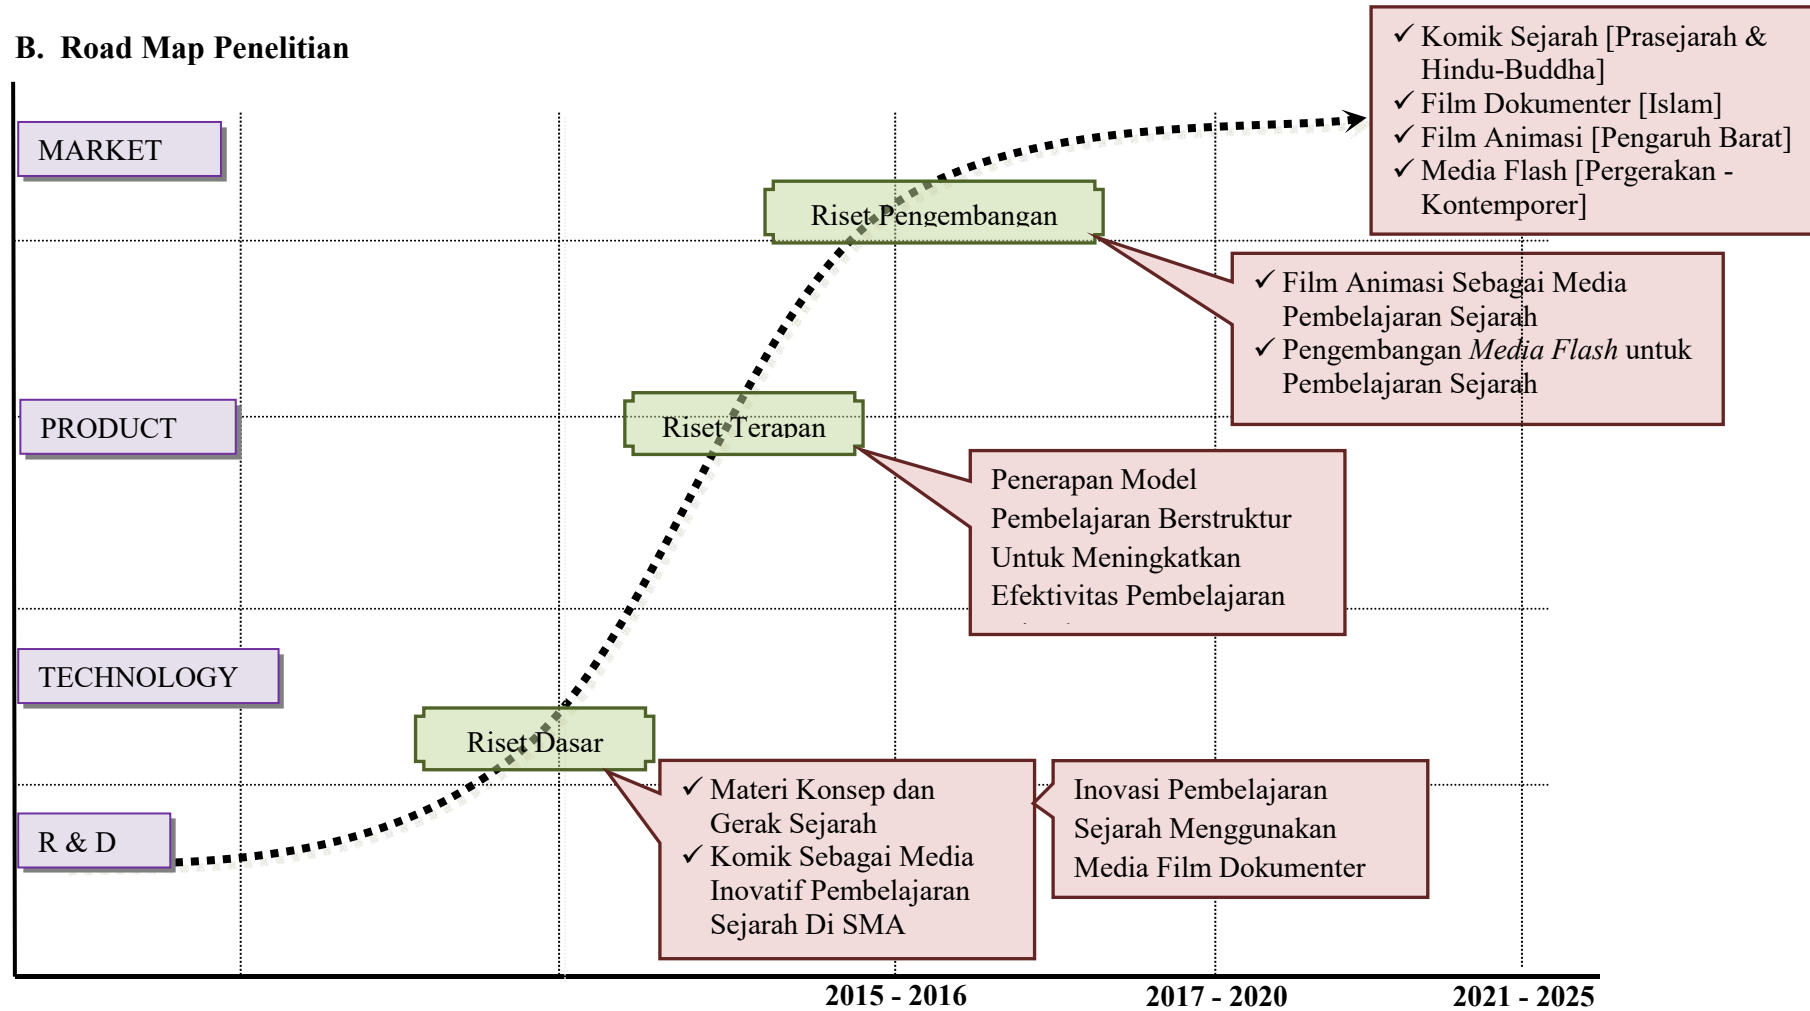 B. Road Map Penelitian
✓ Komik Sejarah [Prasejarah &
Hindu-Buddha]
✓ Film Dokumenter [Islam]
✓ Film Animasi [Pengaruh Barat]
✓ Media Flash [Pergerakan -
Kontemporer]
MARKET
Riset Pengembangan
✓ Film Animasi Sebagai Media
Pembelajaran Sejarah
✓ Pengembangan Media Flash untuk
Pembelajaran Sejarah
PRODUCT
Riset Terapan
Penerapan Model
Pembelajaran Berstruktur
Untuk Meningkatkan
Efektivitas Pembelajaran
TECHNOLOGY
Riset Dasar
✓ Materi Konsep dan
Gerak Sejarah
✓ Komik Sebagai Media
Inovatif Pembelajaran
Sejarah Di SMA
Inovasi Pembelajaran
Sejarah Menggunakan
Media Film Dokumenter
R & D
2015 - 2016
2017 - 2020
2021 - 2025